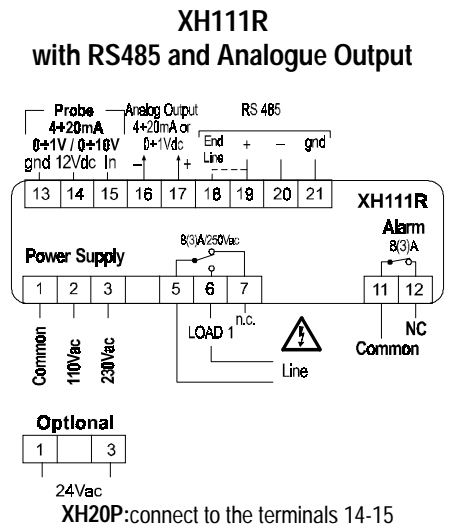 XH111R
with RS485 and Analogue Output
Probe
4÷20mA
0÷1V / 0÷10V
gnd 12Vdc In
Analog Output
4÷20mA or
0÷1Vdc
- +
RS 485
End
Line
+ - gnd
13 14 15 16 17 18 19 20 21
XH111R
Alarm
8(3)A
8(3)A/250Vac
Power Supply
1 2 3 5 6 7 11 12
Common
110Vac
230Vac
LOAD 1
n.c.
Line
NC
Common
Optional
1 3
24Vac
XH20P:connect to the terminals 14-15